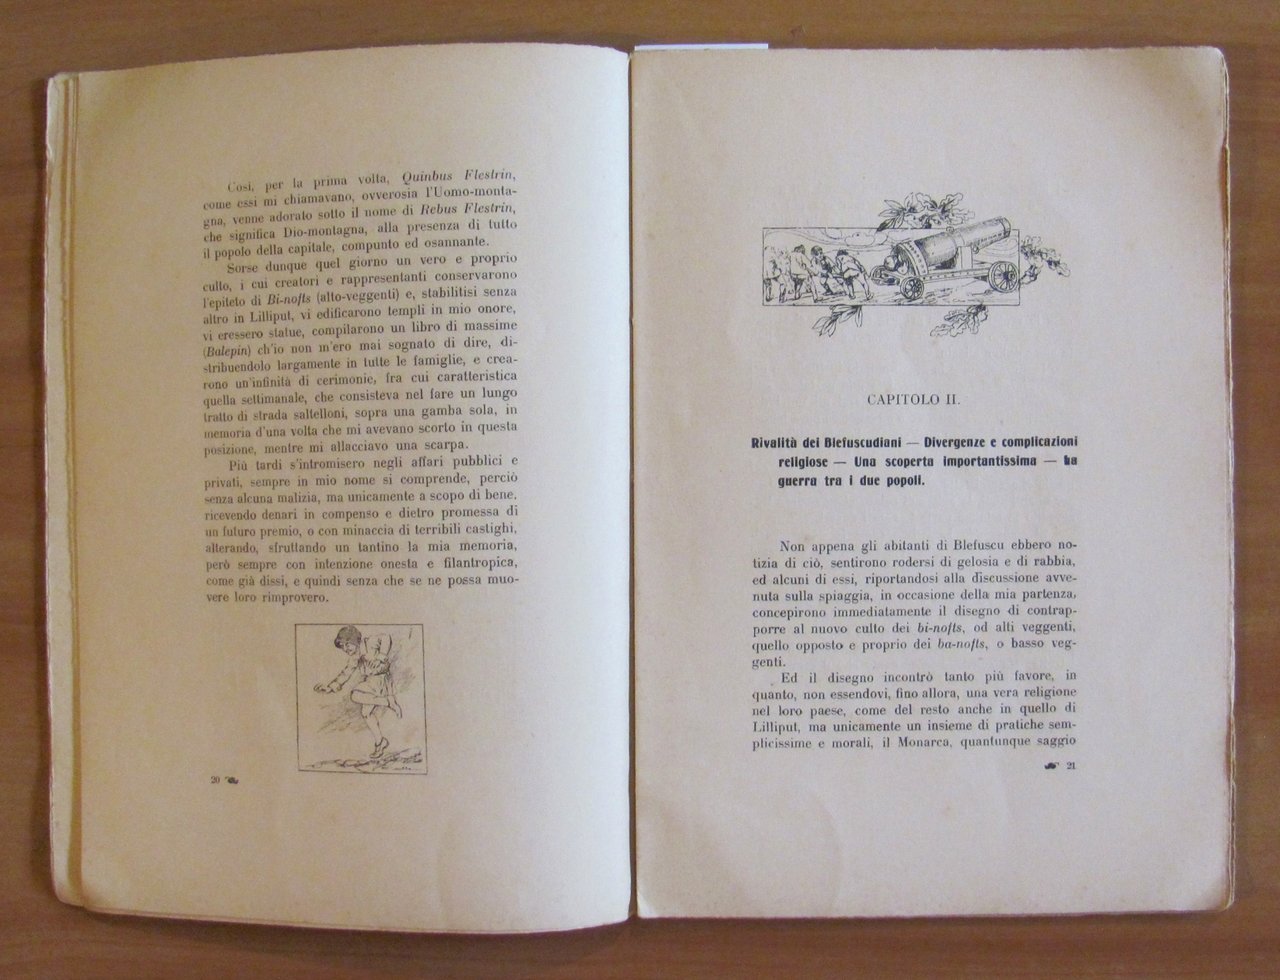 Così, per la prima volta, Quinbus Flestrin,
come essi mi chiamavano, ovverosia l'Uomo-monta-
gna, venne adorato sotto il nome di Rebus Flestrin,
che significa Dio-montagna, alla presenza di tutto
il popolo della capitale, compunto ed osannante.
Sorse dunque quel giorno un vero e proprio
culto, i cui creatori e rappresentanti conservarono
l'epiteto di Bi-nofts (alto-veggenti) e, stabilitisi senza
altro in Lilliput, vi edificarono templi in mio onore,
vi eressero statue, compilarono un libro di massime
(Balepin) ch'io non m'ero mai sognato di dire, di-
stribuendolo largamente in tutte le famiglie, e crea-
rono un'infinità di cerimonie, fra cui caratteristica
quella settimanale, che consisteva nel fare un lungo
tratto di strada saltelloni, sopra una gamba sola, in
memoria d'una volta che mi avevano scorto in questa
posizione, mentre mi allacciavo una scarpa.
Più tardi s'intromisero negli affari pubblici e
privati, sempre in mio nome si comprende, perciò
senza alcuna malizia, ma unicamente a scopo di bene,
ricevendo denari in compenso e dietro promessa di
un futuro premio, o con minaccia di terribili castighi,
alterando, sfruttando un tantino la mia memoria,
però sempre con intenzione onesta e filantropica,
come già dissi, e quindi senza che se ne possa muo-
vere loro rimprovero.
20
CAPITOLO II.
Rivalità dei Blefuscudiani — Divergenze e complicazioni
religiose — Una scoperta importantissima — La
guerra tra i due popoli.
Non appena gli abitanti di Blefuscu ebbero no-
tizia di ciò, sentirono rodersi di gelosia e di rabbia,
ed alcuni di essi, riportandosi alla discussione avve-
nuta sulla spiaggia, in occasione della mia partenza,
concepirono immediatamente il disegno di contrap-
porre al nuovo culto dei bi-nofts, od alti veggenti,
quello opposto e proprio dei ba-nofts, o basso veg-
genti.
Ed il disegno incontrò tanto più favore, in
quanto, non essendovi, fino allora, una vera religione
nel loro paese, come del resto anche in quello di
Lilliput, ma unicamente un insieme di pratiche sem-
plicissime e morali, il Monarca, quantunque saggio
21